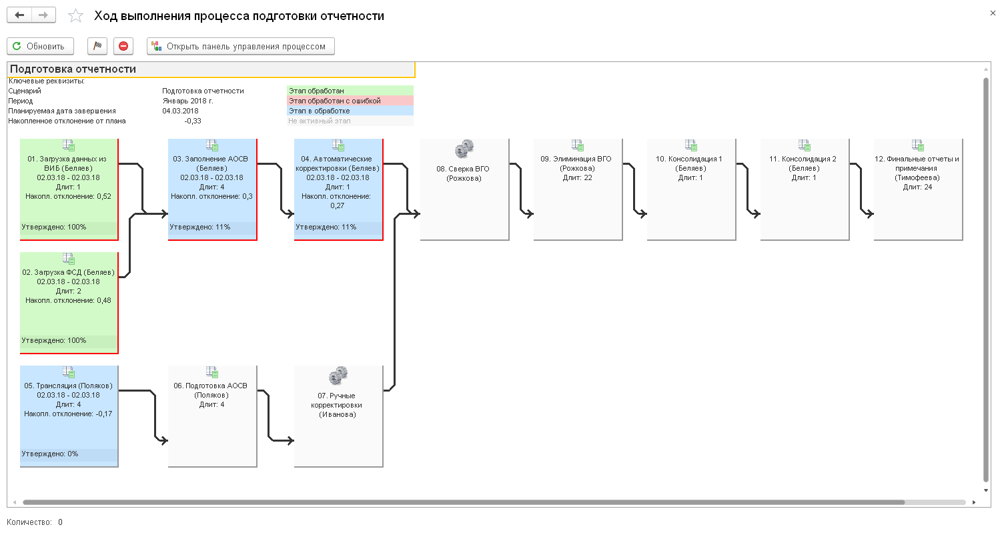 Ход выполнения процесса подготовки отчетности
Обновить
Открыть панель управления процессом
Подготовка отчетности
Ключевые реквизиты:
Сценарий
Подготовка отчетности
Этап обработан
Период
Январь 2018 г.
Этап обработан с ошибкой
Планируемая дата завершения
04.03.2018
Этап в обработке
Накопленное отклонение от плана
-0,33
Не активный этап
01. Загрузка данных из
ВИБ (Беляев)
02.03.18 - 02.03.18
Длит: 1
Накопл. отклонение: 0,52
Утверждено: 100%
03. Заполнение АОСВ
(Беляев)
02.03.18 - 02.03.18
Длит: 4
Накопл. отклонение: 0,3
Утверждено: 11%
04. Автоматические
корректировки (Беляев)
02.03.18 - 02.03.18
Длит: 1
Накопл. отклонение:
0,27
Утверждено: 11%
08. Сверка ВГО
(Рожкова)
09. Элиминация ВГО
(Рожкова)
Длит: 22
10. Консолидация 1
(Беляев)
Длит: 1
11. Консолидация 2
(Беляев)
Длит: 1
12. Финальные отчеты и
примечания
(Тимофеева)
Длит: 24
02. Загрузка ФСД (Беляев)
02.03.18 - 02.03.18
Длит: 2
Накопл. отклонение: 0,48
Утверждено: 100%
05. Трансляция (Поляков)
02.03.18 - 02.03.18
Длит: 4
Накопл. отклонение: -0,17
Утверждено: 0%
06. Подготовка АОСВ
(Поляков)
Длит: 4
07. Ручные
корректировки
(Иванова)
Количество: 0